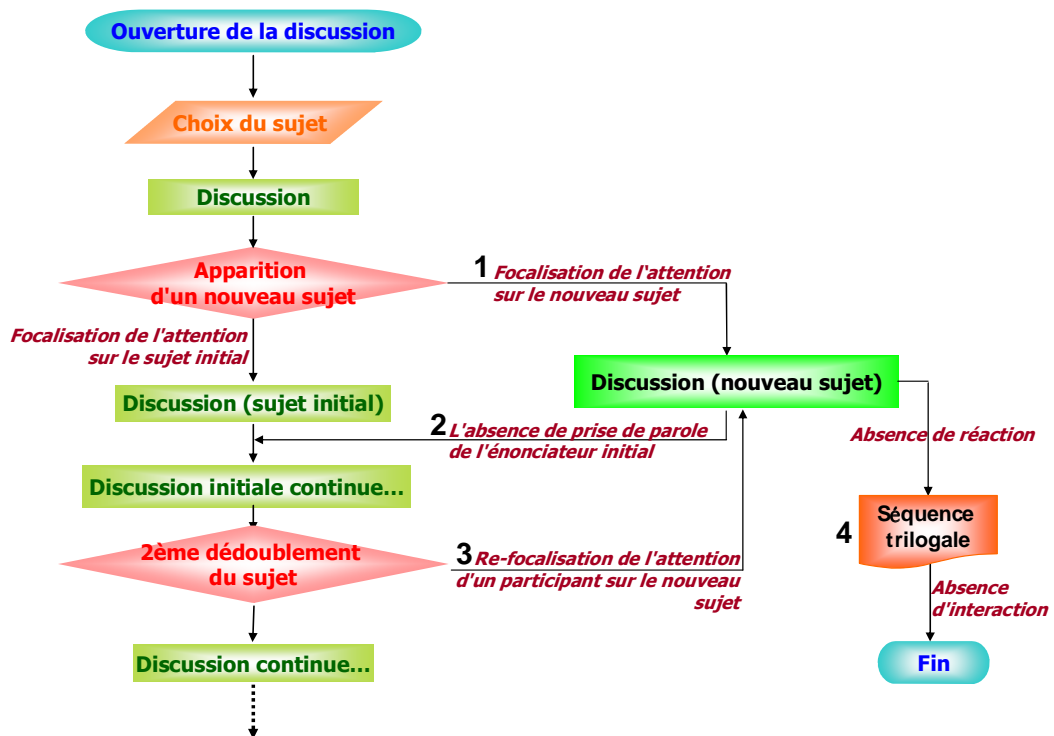 Ouverture de la discussion
Choix du sujet
Discussion
Apparition
d'un nouveau sujet
1 Focalisation de l'attention
sur le nouveau sujet
Focalisation de l'attention
sur le sujet initial
Discussion (nouveau sujet)
Discussion (sujet initial)
2 L'absence de prise de parole
de l'énonciateur initial
Absence de réaction
Discussion initiale continue...
4 Séquence
trilogale
2ème dédoublement
du sujet
3 Re-focalisation de l'attention
d'un participant sur le nouveau
sujet
Absence
d'interaction
Discussion continue...
Fin